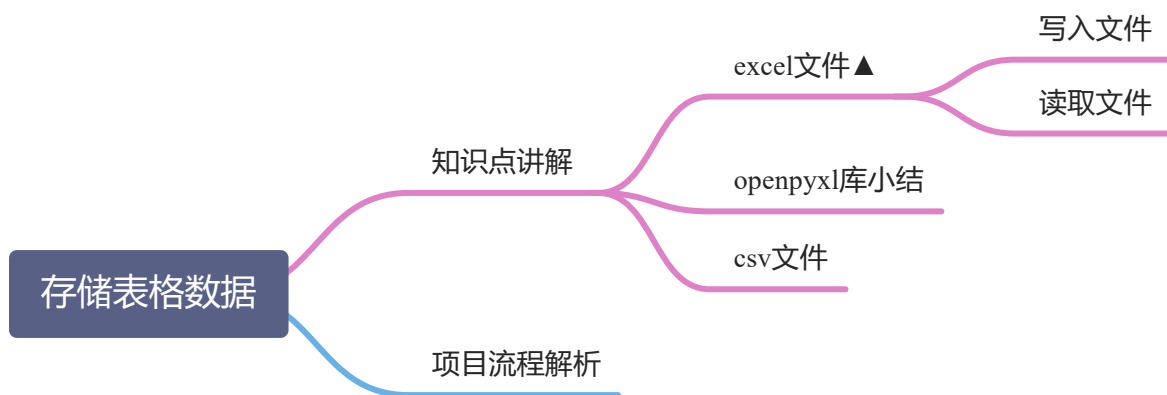 写入文件
excel文件▲
读取文件
知识点讲解
openpyxl库小结
csv文件
存储表格数据
项目流程解析